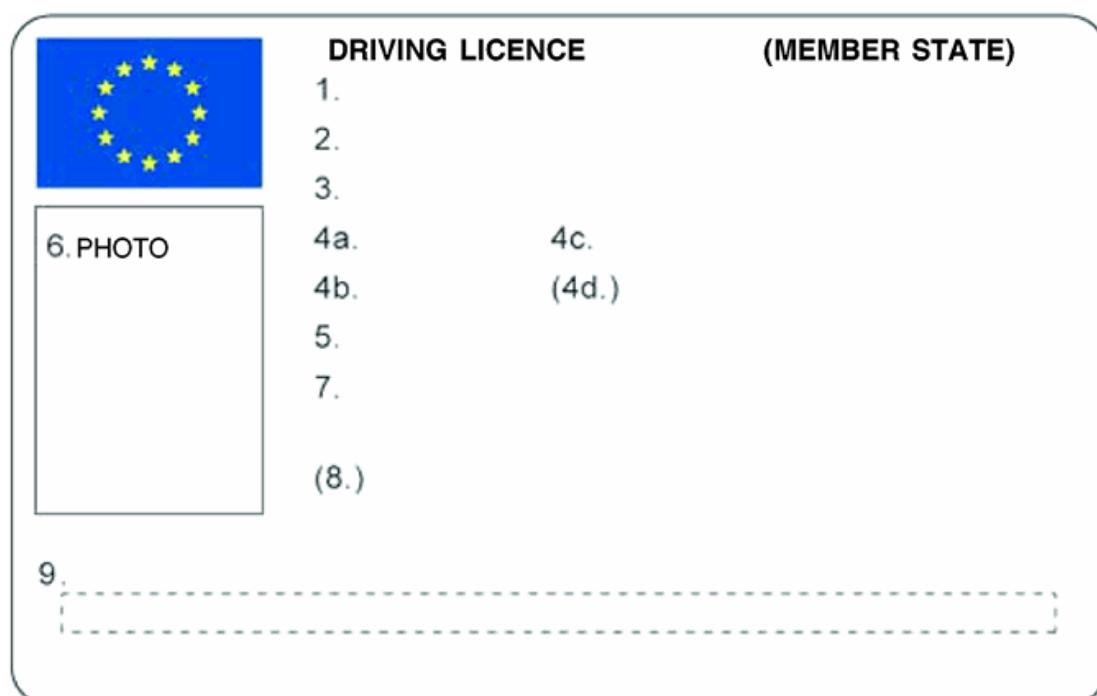 DRIVING LICENCE (MEMBER STATE)
1.
2.
3.
6. PHOTO
4a. 4c.
4b. (4d.)
5.
7.
(8.)
9.